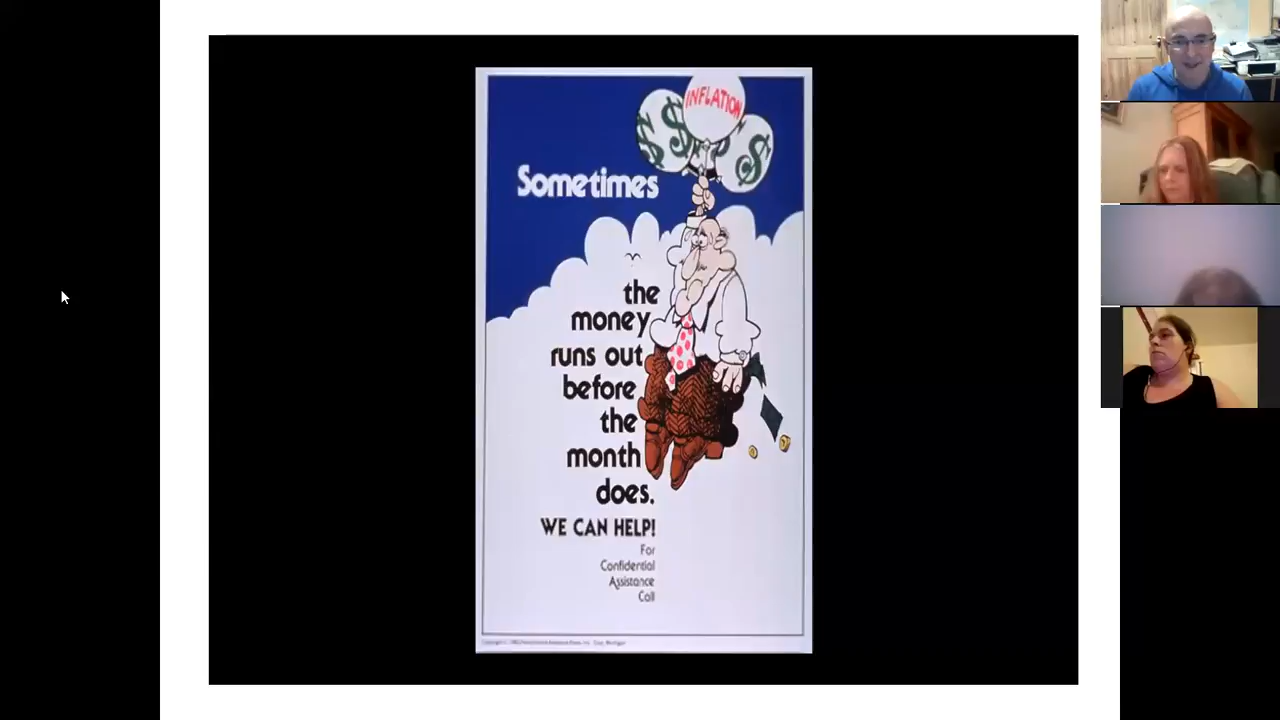 INFLATION
$ $ $
Sometimes
the
money
runs out
before
the
month
does.
WE CAN HELP!
For
Confidential
Assistance
Call